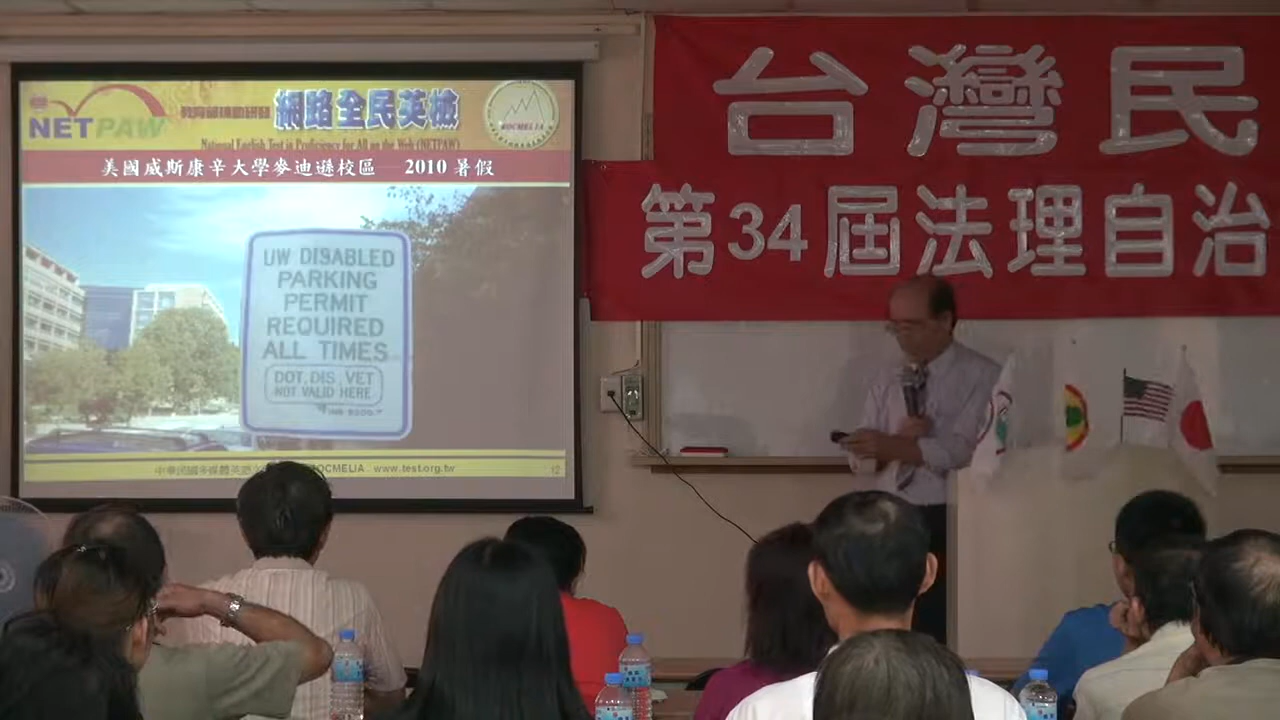 NETPAW
網路全民英檢
ROCMELIA
National English Test in Proficiency for All on the Web (NETPAW)
美國威斯康辛大學麥迪遜校區 2010 暑假
UW DISABLED
PARKING
PERMIT
REQUIRED
ALL TIMES
DOT, DIS, VET
NOT VALID HERE
ROCMELIA www.test.org.tw
12
台灣民
第34屆法理自治